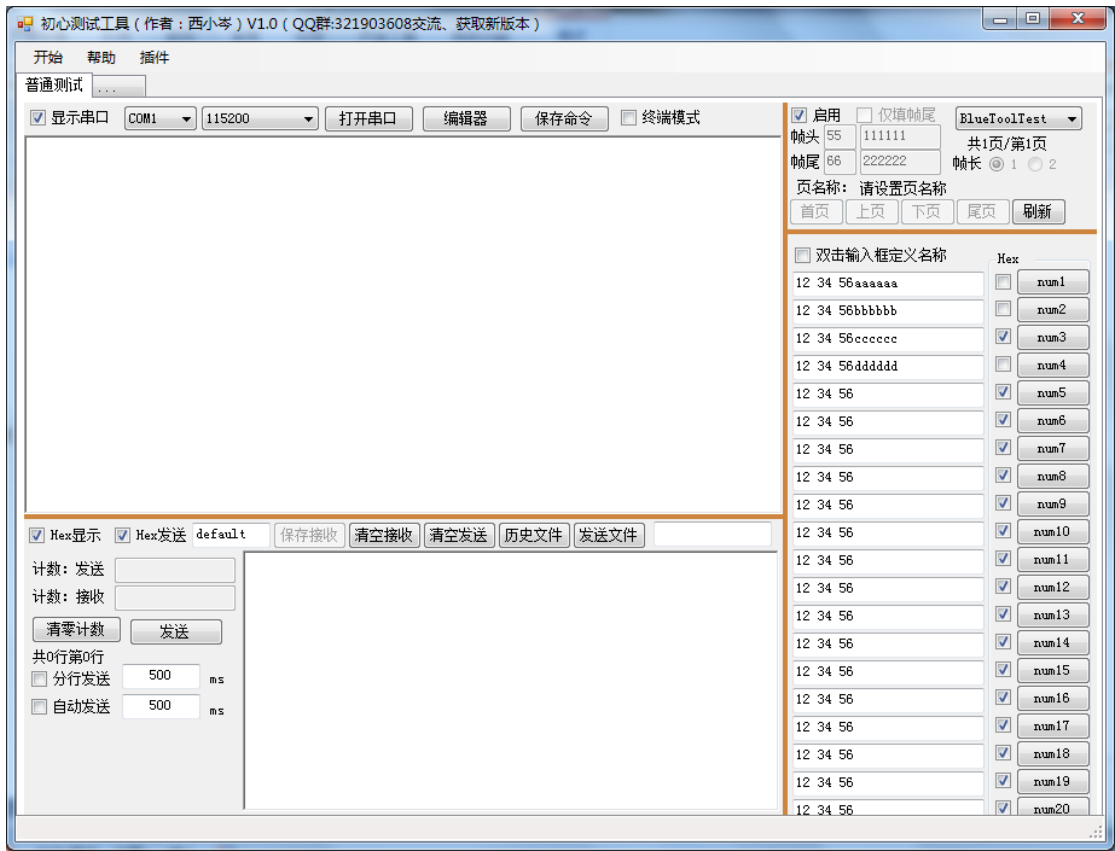 初心测试工具 ( 作者：西小岑 ) V1.0 ( QQ群:321903608交流、获取新版本 )
开始 帮助 插件
普通测试 ...
显示串口 COM1 115200 打开串口 编辑器 保存命令 终端模式
启用 仅填帧尾 BlueToolTest
帧头 55 111111 共1页/第1页
帧尾 66 222222 帧长 1 2
页名称: 请设置页名称
首页 上页 下页 尾页 刷新
双击输入框定义名称 Hex
12 34 56aaaaaa num1
12 34 56bbbbbb num2
12 34 56cccccc num3
12 34 56dddddd num4
12 34 56 num5
12 34 56 num6
12 34 56 num7
12 34 56 num8
12 34 56 num9
12 34 56 num10
12 34 56 num11
12 34 56 num12
12 34 56 num13
12 34 56 num14
12 34 56 num15
12 34 56 num16
12 34 56 num17
12 34 56 num18
12 34 56 num19
12 34 56 num20
Hex显示 Hex发送 default 保存接收 清空接收 清空发送 历史文件 发送文件
计数: 发送
计数: 接收
清零计数 发送
共0行第0行
分行发送 500 ms
自动发送 500 ms